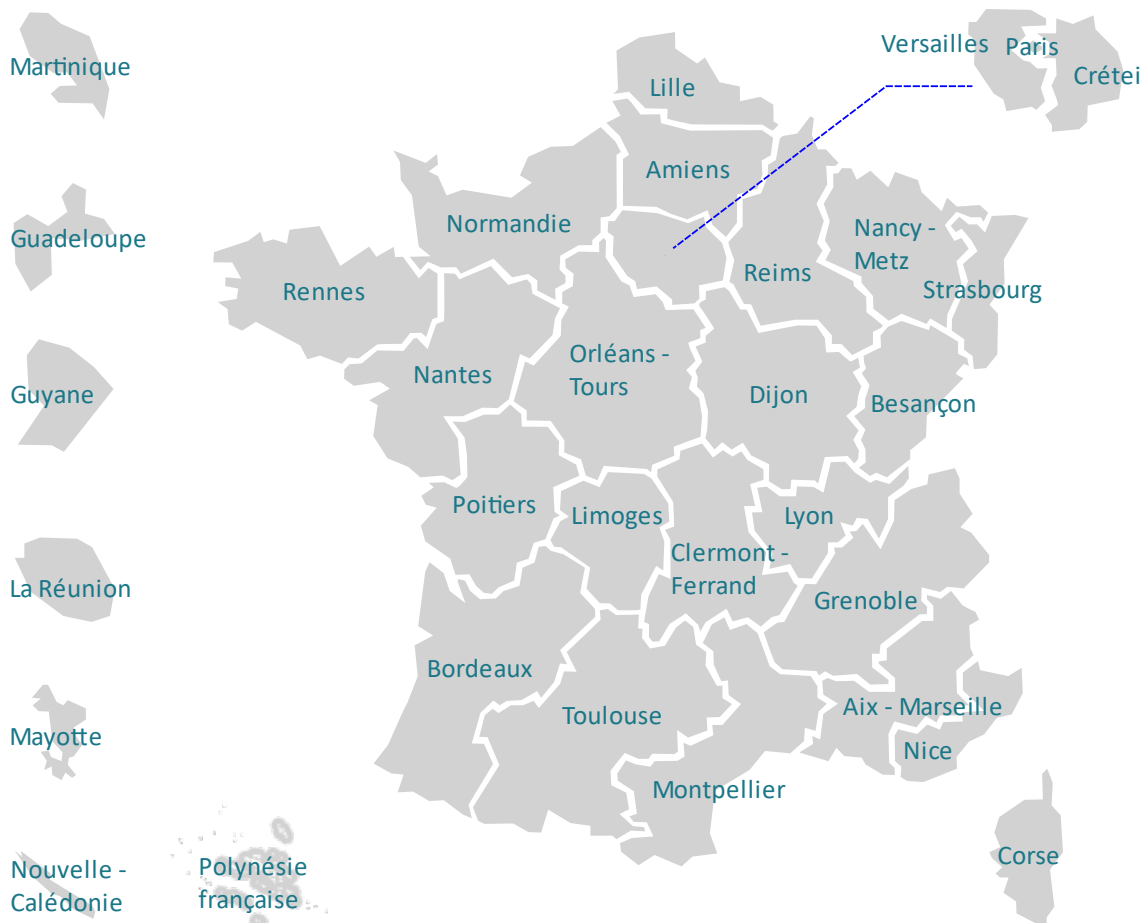 Martinique
Versailles
Paris
Crétei
Lille
Amiens
Guadeloupe
Normandie
Nancy -
Metz
Reims
Rennes
Strasbourg
Guyane
Nantes
Orléans -
Tours
Dijon
Besançon
Poitiers
Limoges
Lyon
Clermont -
Ferrand
La Réunion
Grenoble
Bordeaux
Toulouse
Aix - Marseille
Mayotte
Nice
Montpellier
Nouvelle -
Calédonie
Polynésie
française
Corse